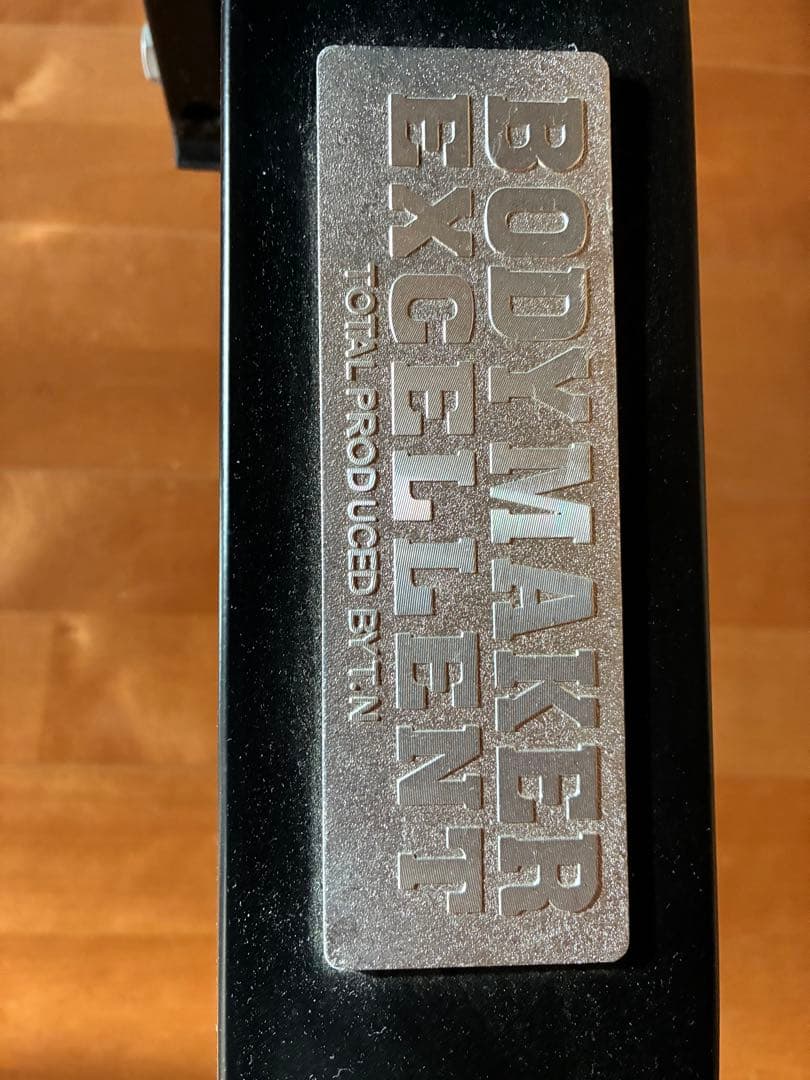 BODYMAKER
EXCELLENT
TOTAL PRODUCED BY T.N